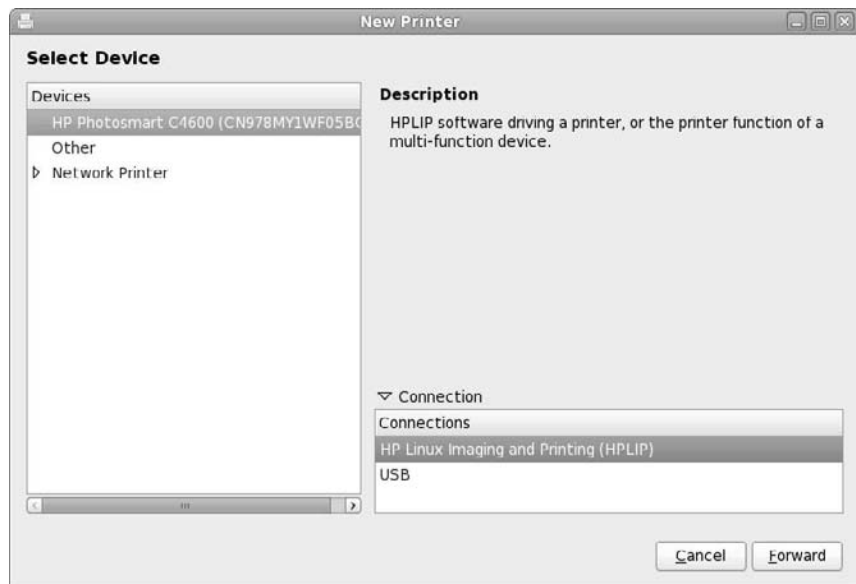 New Printer
Select Device
Devices
HP Photosmart C4600 (CN978MY1WF05BC
Other
Network Printer
Description
HPLIP software driving a printer, or the printer function of a
multi-function device.
Connection
Connections
HP Linux Imaging and Printing (HPLIP)
USB
Cancel
Forward